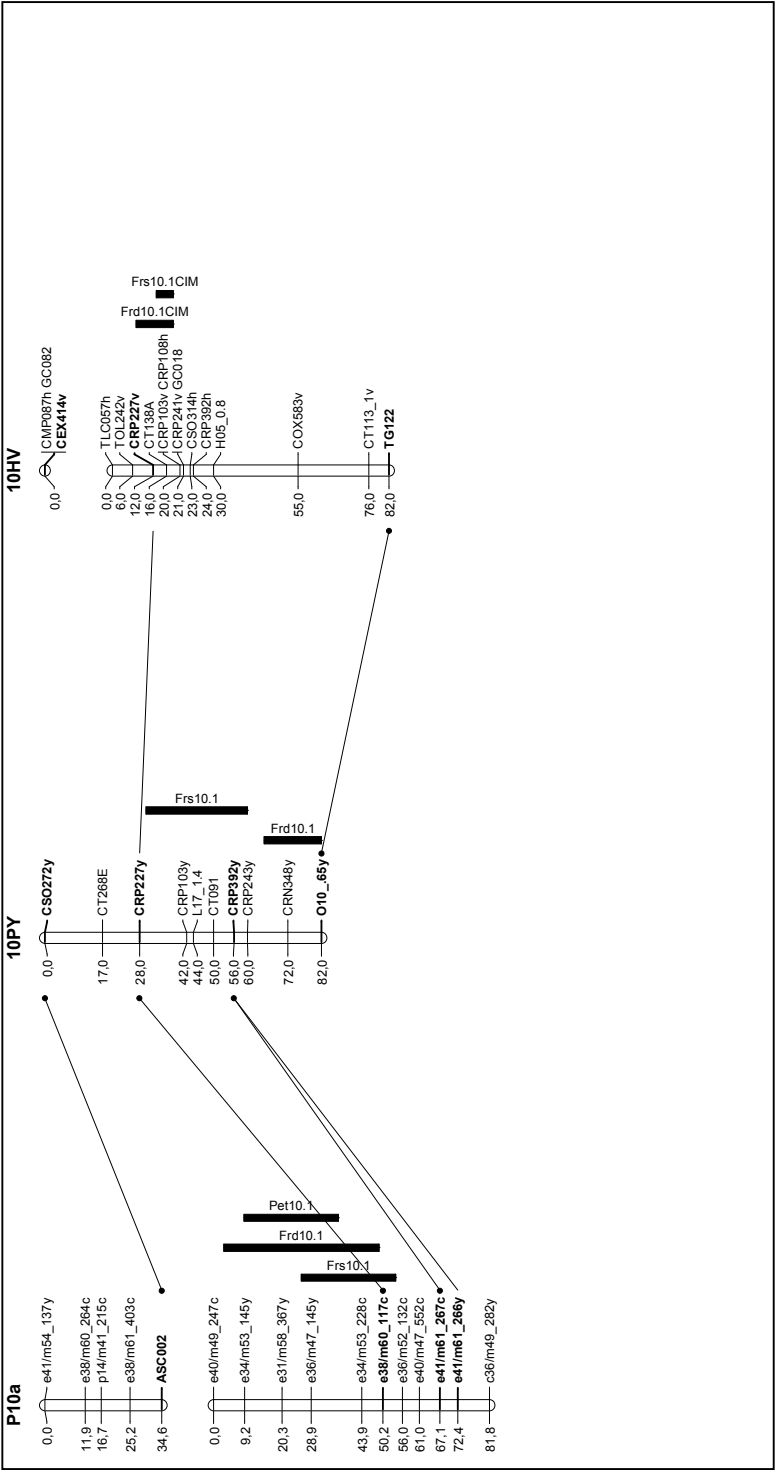 P10a
0,0 e41/m54_137y
11,9 e38/m60_264c
16,7 p14/m41_215c
25,2 e38/m61_403c
34,6 ASC002
0,0 e40/m49_247c
9,2 e34/m53_145y
20,3 e31/m58_367y
28,9 e36/m47_145y
43,9 e34/m53_228c
50,2 e38/m60_117c
56,0 e36/m52_132c
61,0 e40/m47_552c
67,1 e41/m61_267c
72,4 e41/m61_266y
81,8 c36/m49_282y
Frs10.1
Frd10.1
Pet10.1
10PY
0,0 CSO272y
17,0 CT268E
28,0 CRP227y
42,0 CRP103y
44,0 L17_1.4
50,0 CT091
56,0 CRP392y
60,0 CRP243y
72,0 CRN348y
82,0 O10_.65y
Frd10.1
Frs10.1
10HV
CMP087h GC082
0,0 CEX414v
0,0 TLC057h
6,0 TOL242v
12,0 CRP227v
16,0 CT138A
20,0 CRP103v CRP108h
21,0 CRP241v GC018
23,0 CSO314h
24,0 CRP392h
30,0 H05_0.8
55,0 COX583v
76,0 CT113_1v
82,0 TG122
Frd10.1CIM
Frs10.1CIM